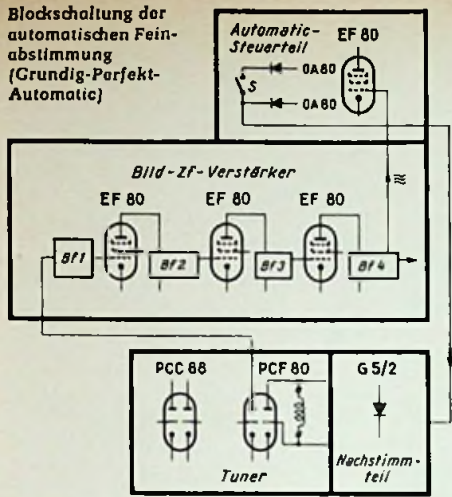 Blockschaltung der
automatischen Fein-
abstimmung
(Grundig-Perfekt-
Automatic)
Automatic-
Steuerteil
EF 80
S
OA 80
OA 80
Bild-Zf-Verstärker
EF 80
EF 80
EF 80
Bf 1
Bf 2
Bf 3
Bf 4
PCC 88
PCF 80
G 5/2
Tuner
Nachstimm-
teil